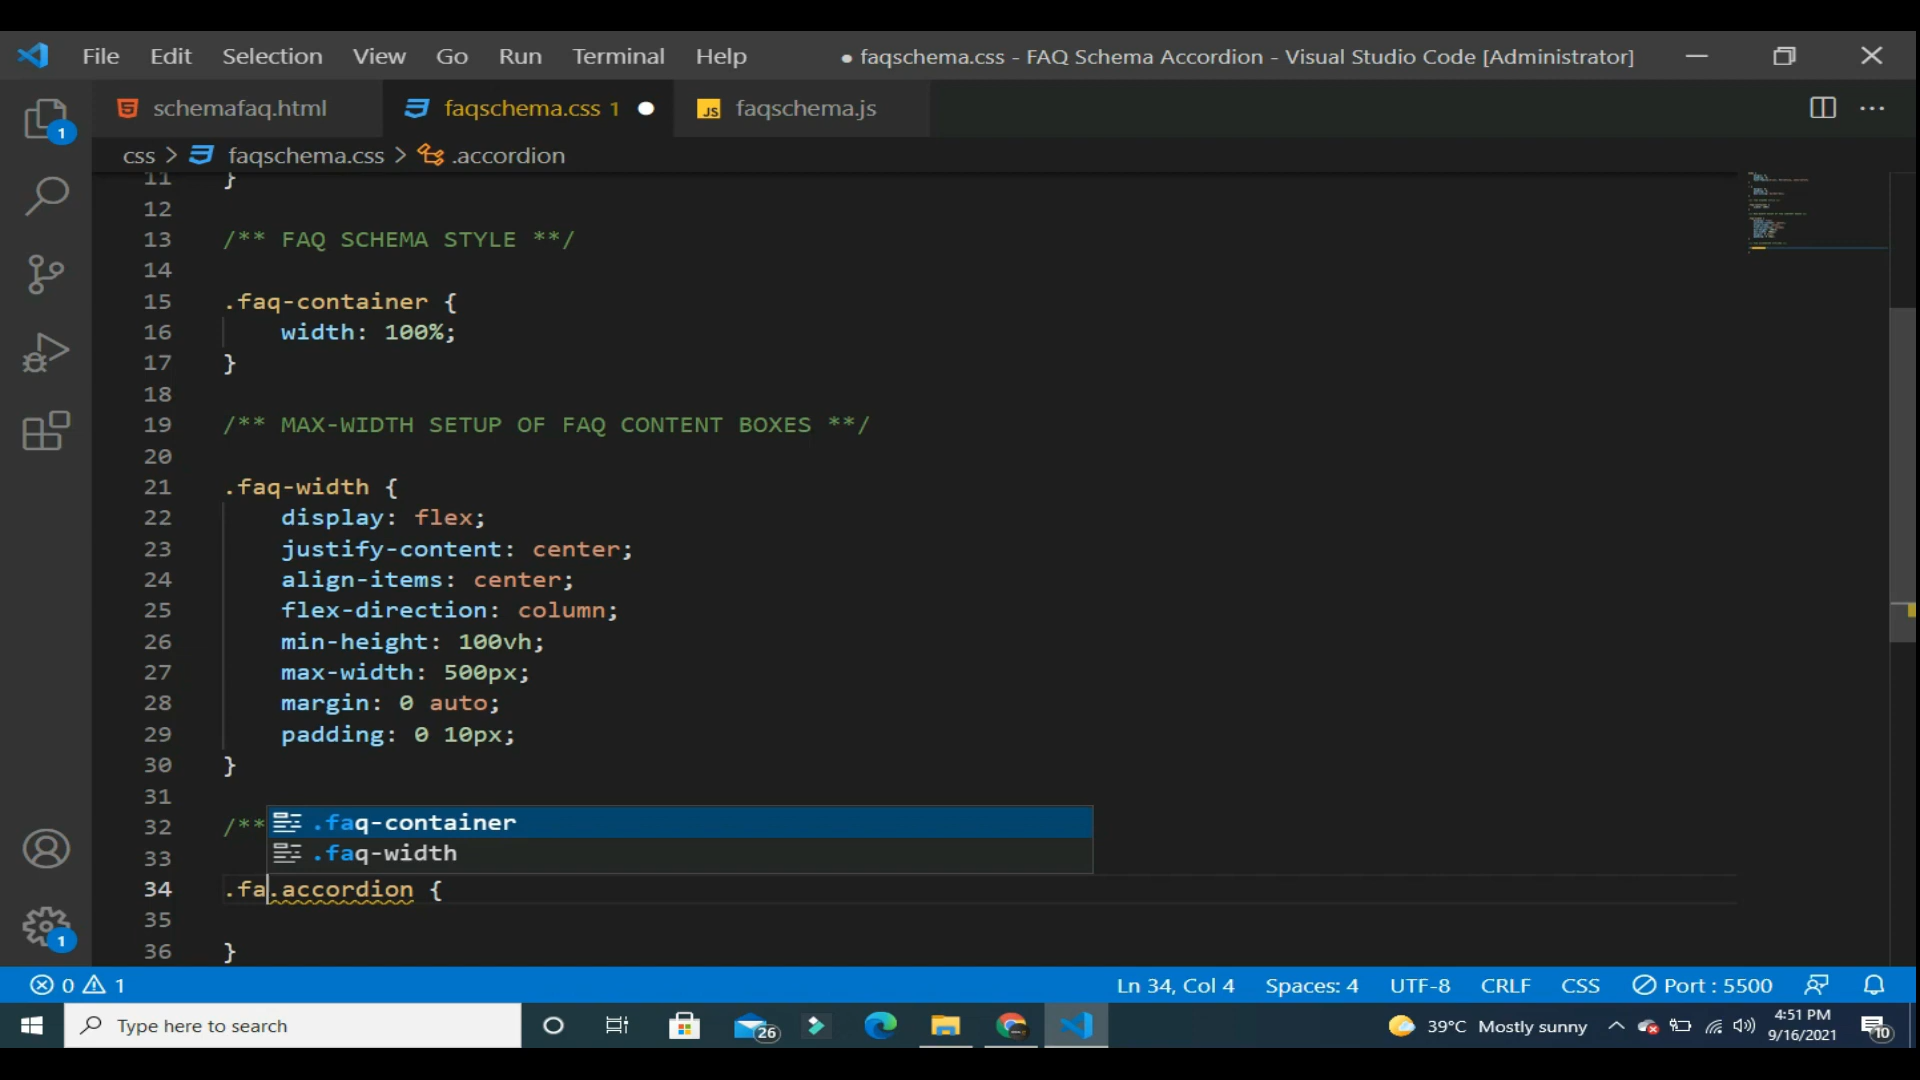 File Edit Selection View Go Run Terminal Help ● faqschema.css - FAQ Schema Accordion - Visual Studio Code [Administrator]
schemafaq.html faqschema.css 1 JS faqschema.js
1
css > faqschema.css > .accordion
11 }
12
13 /** FAQ SCHEMA STYLE **/
14
15 .faq-container {
16 width: 100%;
17 }
18
19 /** MAX-WIDTH SETUP OF FAQ CONTENT BOXES **/
20
21 .faq-width {
22 display: flex;
23 justify-content: center;
24 align-items: center;
25 flex-direction: column;
26 min-height: 100vh;
27 max-width: 500px;
28 margin: 0 auto;
29 padding: 0 10px;
30 }
31
32 /** .faq-container
33 .faq-width
34 .fa.accordion {
35
36 }
1
0 1 Ln 34, Col 4 Spaces: 4 UTF-8 CRLF CSS Port : 5500
Type here to search 26 39°C Mostly sunny 4:51 PM
9/16/2021 10